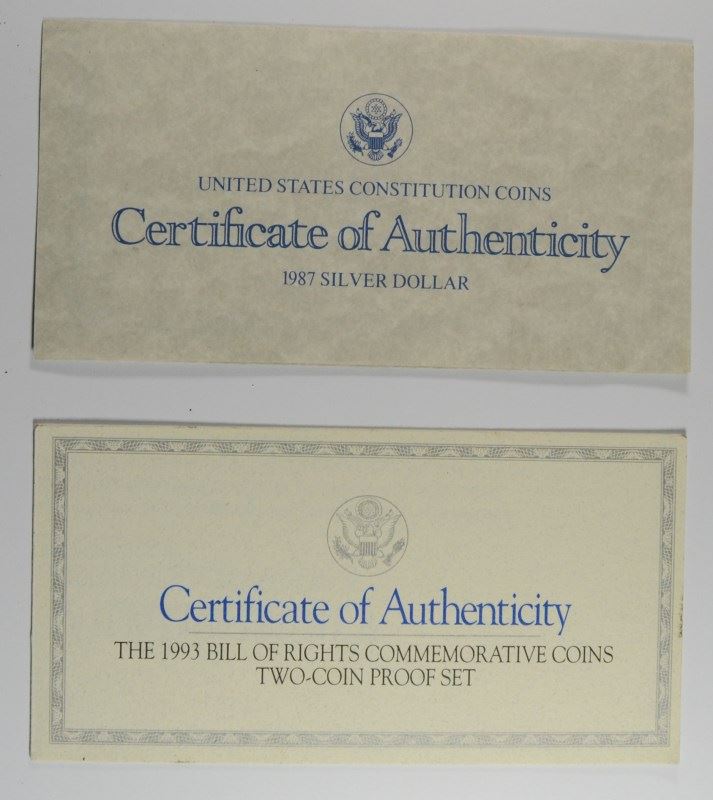 UNITED STATES CONSTITUTION COINS
Certificate of Authenticity
1987 SILVER DOLLAR
Certificate of Authenticity
THE 1993 BILL OF RIGHTS COMMEMORATIVE COINS
TWO-COIN PROOF SET